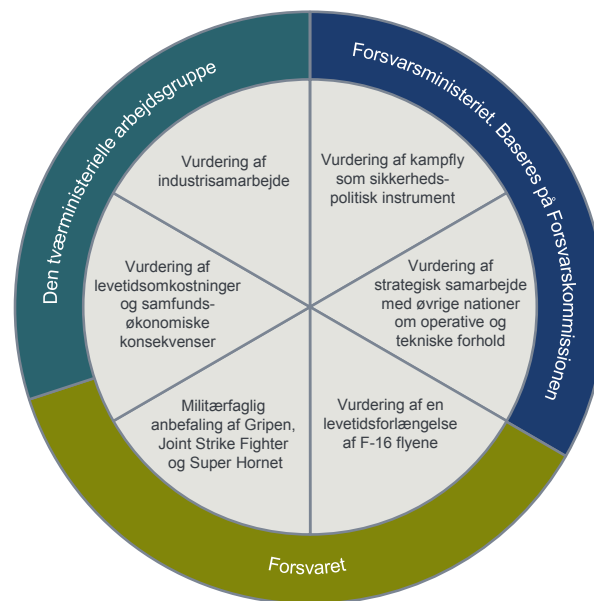 Den tværministerielle arbejdsgruppe
Forsvarsministeriet. Baseres på Forsvarskommissionen
Vurdering af
industrisamarbejde
Vurdering af kampfly
som sikkerheds-
politisk instrument
Vurdering af
levetidsomkostninger
og samfunds-
økonomiske
konsekvenser
Vurdering af
strategisk samarbejde
med øvrige nationer
om operative og
tekniske forhold
Militærfaglig
anbefaling af Gripen,
Joint Strike Fighter
og Super Hornet
Vurdering af en
levetidsforlængelse
af F-16 flyene
Forsvaret